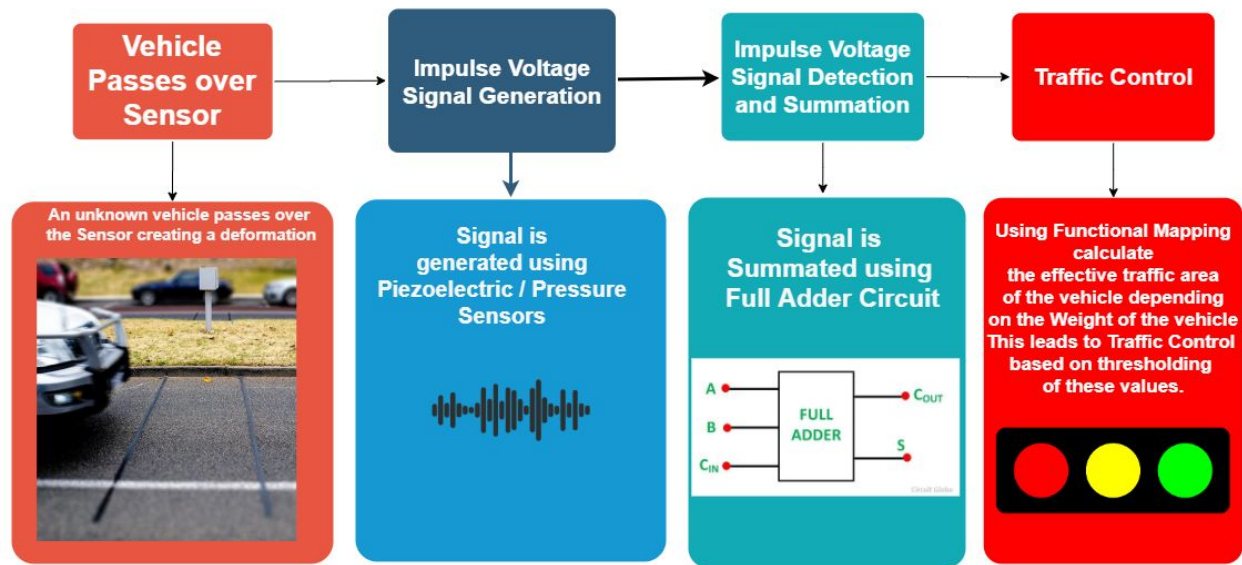 Vehicle
Passes over
Sensor
Impulse Voltage
Signal Generation
Impulse Voltage
Signal Detection
and Summation
Traffic Control
An unknown vehicle passes over
the Sensor creating a deformation
Signal is
generated using
Piezoelectric / Pressure
Sensors
Signal is
Summated using
Full Adder Circuit
A
B
CIN
FULL
ADDER
COUT
S
Circuit Globe
Using Functional Mapping
calculate
the effective traffic area
of the vehicle depending
on the Weight of the vehicle
This leads to Traffic Control
based on thresholding
of these values.